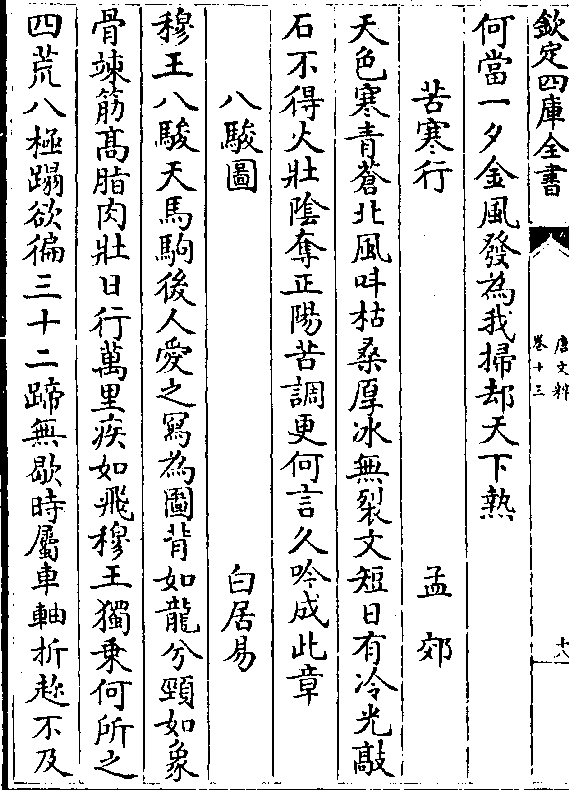 欽定四庫全書
唐文粹
卷十三
十八
何當一夕金風發為我掃却天下熱
苦寒行 孟郊
天色寒青蒼北風呌枯桑厚冰無裂文短日有冷光敲
石不得火壯陰奪正陽苦調更何言久吟成此章
八駿圖 白居易
穆王八駿天馬駒後人愛之冩為圖背如龍兮頸如象
骨竦筋髙脂肉壯日行萬里疾如飛穆王獨乗何所之
四荒八極蹋欲徧三十二蹄無歇時屬車軸折趂不及